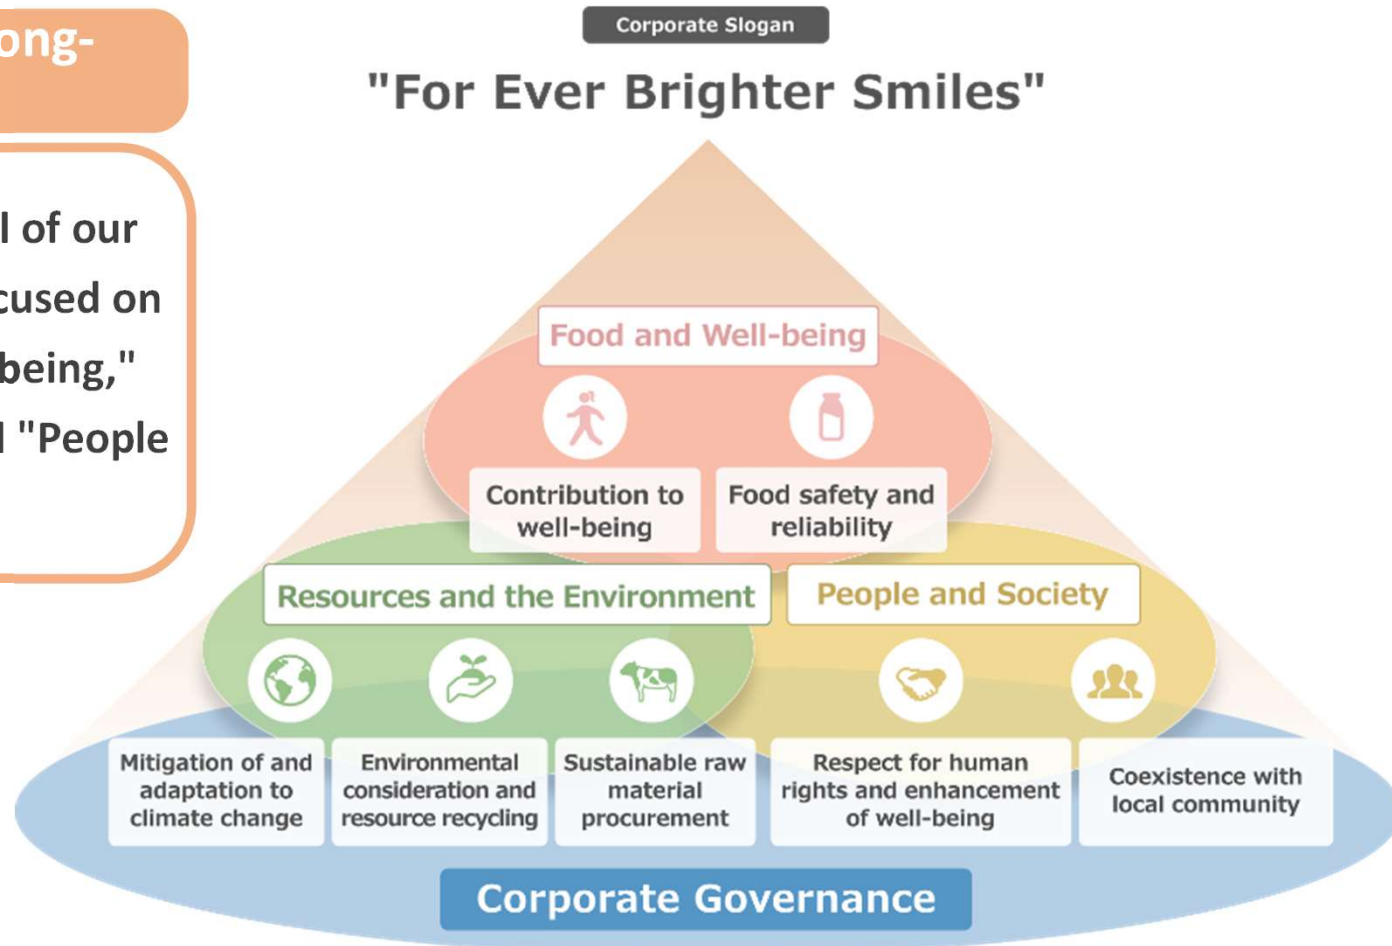 ong-
l of our
cused on
being,"
"People
Corporate Slogan
"For Ever Brighter Smiles"
Food and Well-being
Contribution to
well-being
Food safety and
reliability
Resources and the Environment
People and Society
Mitigation of and
adaptation to
climate change
Environmental
consideration and
resource recycling
Sustainable raw
material
procurement
Respect for human
rights and enhancement
of well-being
Coexistence with
local community
Corporate Governance